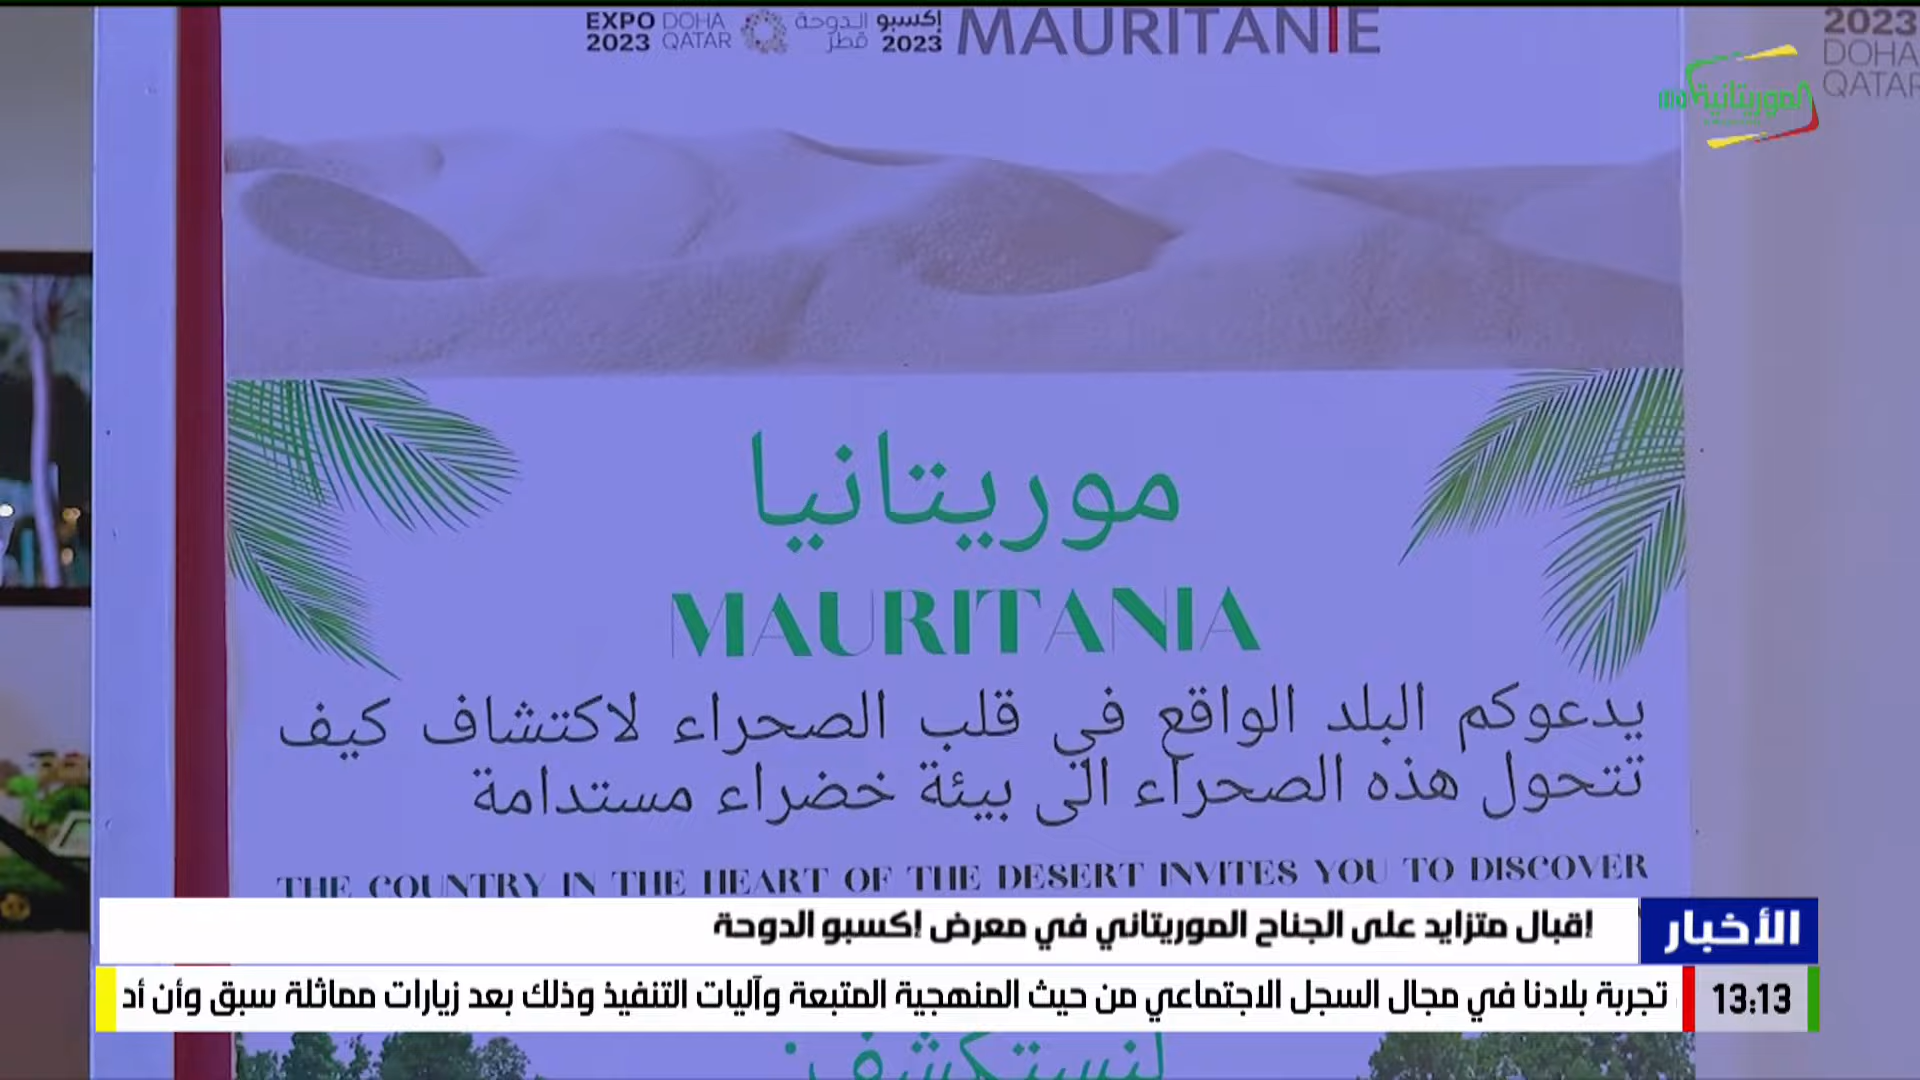 EXPO 2023 DOHA QATAR إكسبو 2023 الدوحة قطر MAURITANIE
2023
DOHA
QATAR
الموريتانية
موريتانيا
MAURITANIA
يدعوكم البلد الواقع في قلب الصحراء لاكتشاف كيف
تتحول هذه الصحراء الى بيئة خضراء مستدامة
THE COUNTRY IN THE HEART OF THE DESERT INVITES YOU TO DISCOVER
الأخبار
إقبال متزايد على الجناح الموريتاني في معرض إكسبو الدوحة
13:13
تجربة بلادنا في مجال السجل الاجتماعي من حيث المنهجية المتبعة وآليات التنفيذ وذلك بعد زيارات مماثلة سبق وأن أد
لنستكشف